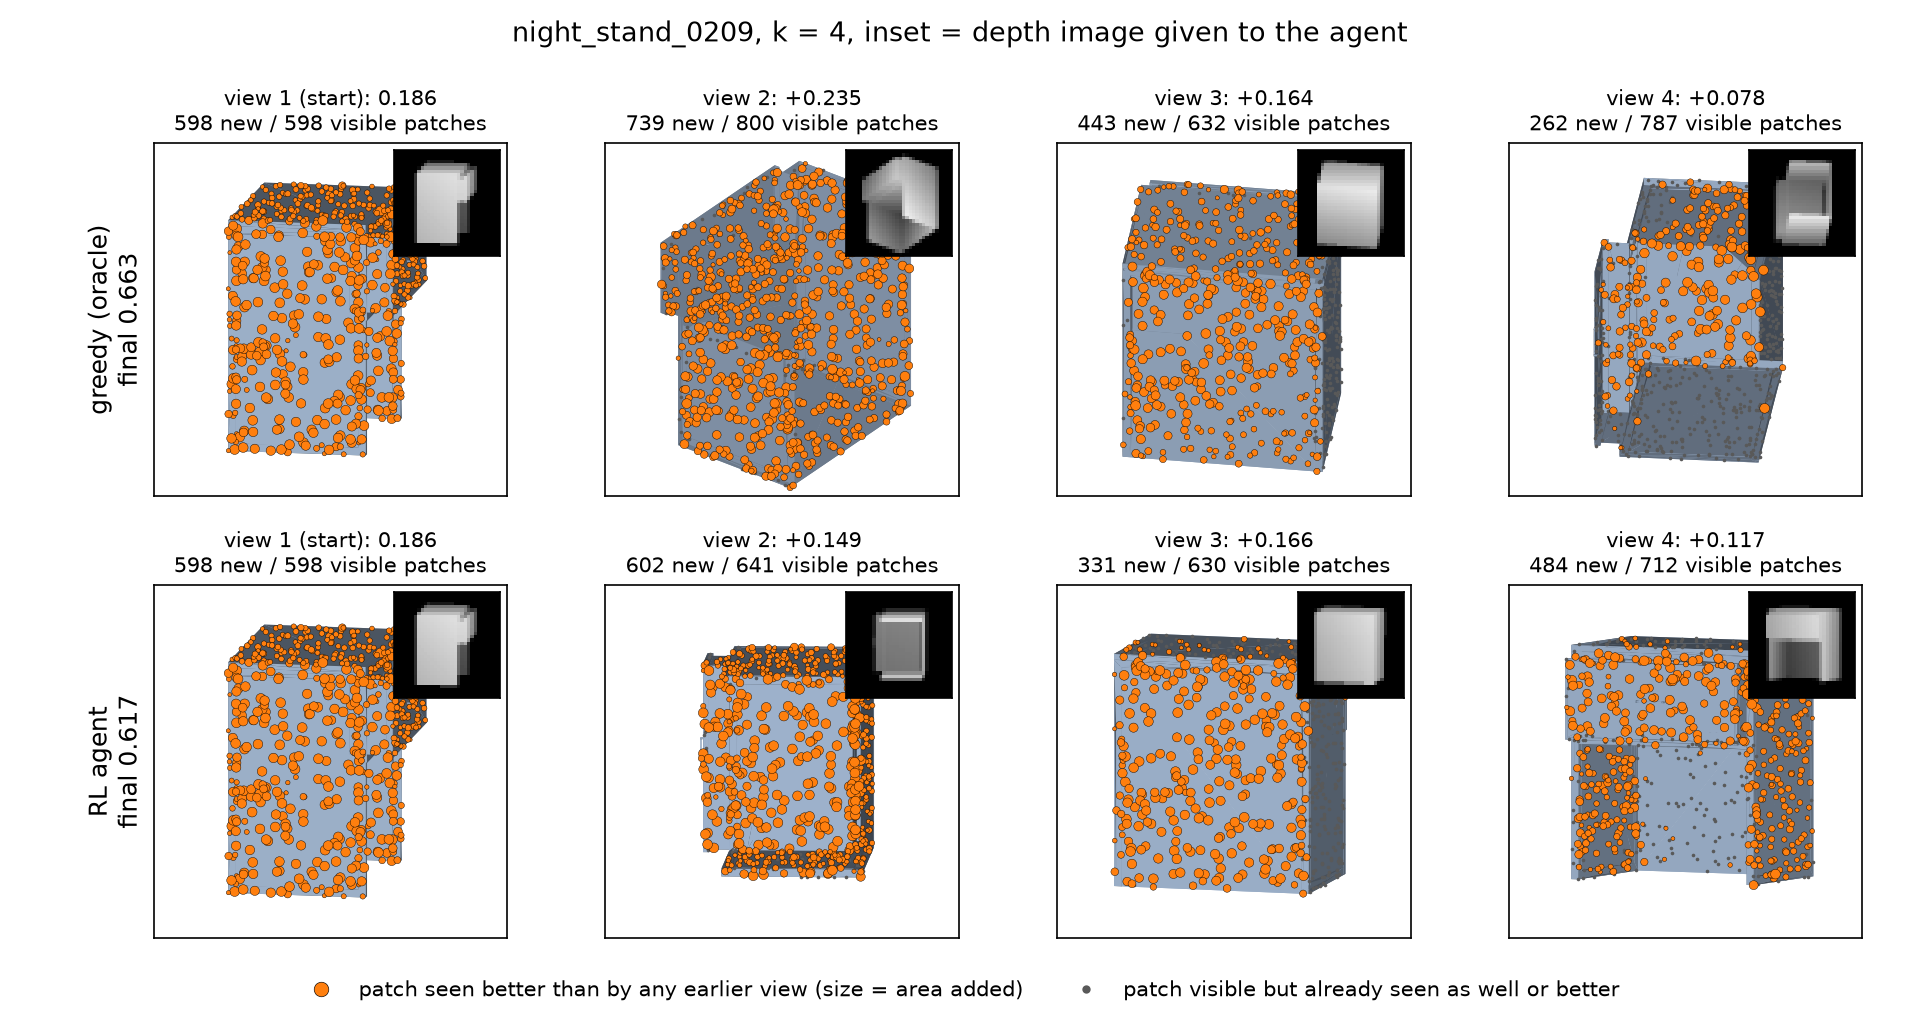 night_stand_0209, k = 4, inset = depth image given to the agent
greedy (oracle)
final 0.663
view 1 (start): 0.186
598 new / 598 visible patches
view 2: +0.235
739 new / 800 visible patches
view 3: +0.164
443 new / 632 visible patches
view 4: +0.078
262 new / 787 visible patches
RL agent
final 0.617
view 1 (start): 0.186
598 new / 598 visible patches
view 2: +0.149
602 new / 641 visible patches
view 3: +0.166
331 new / 630 visible patches
view 4: +0.117
484 new / 712 visible patches
patch seen better than by any earlier view (size = area added)
patch visible but already seen as well or better